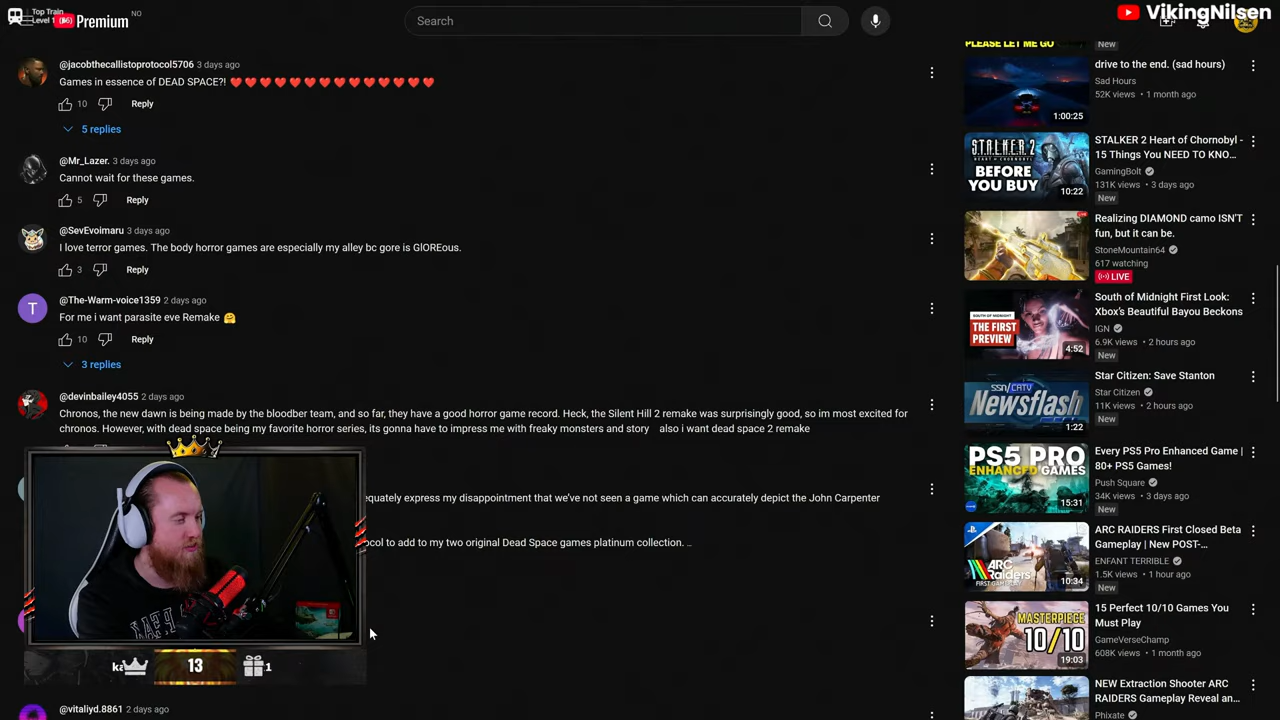 Top Train
Level 1 (86)
Premium
NO
Search
VikingNilsen
@jacobthecallistoprotocol5706 3 days ago
Games in essence of DEAD SPACE?! ❤️❤️❤️❤️❤️❤️❤️❤️❤️❤️❤️❤️❤️❤️
10 Reply
5 replies
@Mr_Lazer. 3 days ago
Cannot wait for these games.
5 Reply
@SevEvoimaru 3 days ago
I love terror games. The body horror games are especially my alley bc gore is GlOREous.
3 Reply
@The-Warm-voice1359 2 days ago
T
For me i want parasite eve Remake 🤗
10 Reply
3 replies
@devinbailey4055 2 days ago
Chronos, the new dawn is being made by the bloodber team, and so far, they have a good horror game record. Heck, the Silent Hill 2 remake was surprisingly good, so im most excited for
chronos. However, with dead space being my favorite horror series, its gonna have to impress me with freaky monsters and story also i want dead space 2 remake
equately express my disappointment that we've not seen a game which can accurately depict the John Carpenter
ocol to add to my two original Dead Space games platinum collection. ..
13
1
@vitaliyd.8861 2 days ago
PLEASE LET ME GO
New
drive to the end. (sad hours)
Sad Hours
52K views • 1 month ago
1:00:25
S.T.A.L.K.E.R. 2
HEART OF CHORNOBYL
BEFORE
YOU BUY
10:22
STALKER 2 Heart of Chornobyl -
15 Things You NEED TO KNO...
GamingBolt
131K views • 3 days ago
New
Realizing DIAMOND camo ISN'T
fun, but it can be.
StoneMountain64
617 watching
LIVE
SOUTH OF MIDNIGHT
THE FIRST
PREVIEW
4:52
South of Midnight First Look:
Xbox's Beautiful Bayou Beckons
IGN
6.9K views • 2 hours ago
New
SSN/CATV
Newsflash
1:22
Star Citizen: Save Stanton
Star Citizen
11K views • 2 hours ago
New
PS5 PRO
ENHANCED GAMES
15:31
Every PS5 Pro Enhanced Game |
80+ PS5 Games!
Push Square
34K views • 3 days ago
New
ARC
Raiders
FIRST GAMEPLAY
10:34
ARC RAIDERS First Closed Beta
Gameplay | New POST-...
ENFANT TERRIBLE
1.5K views • 1 hour ago
New
MASTERPIECE
10/10
19:03
15 Perfect 10/10 Games You
Must Play
GameVerseChamp
608K views • 1 month ago
NEW Extraction Shooter ARC
RAIDERS Gameplay Reveal an...
Phixate